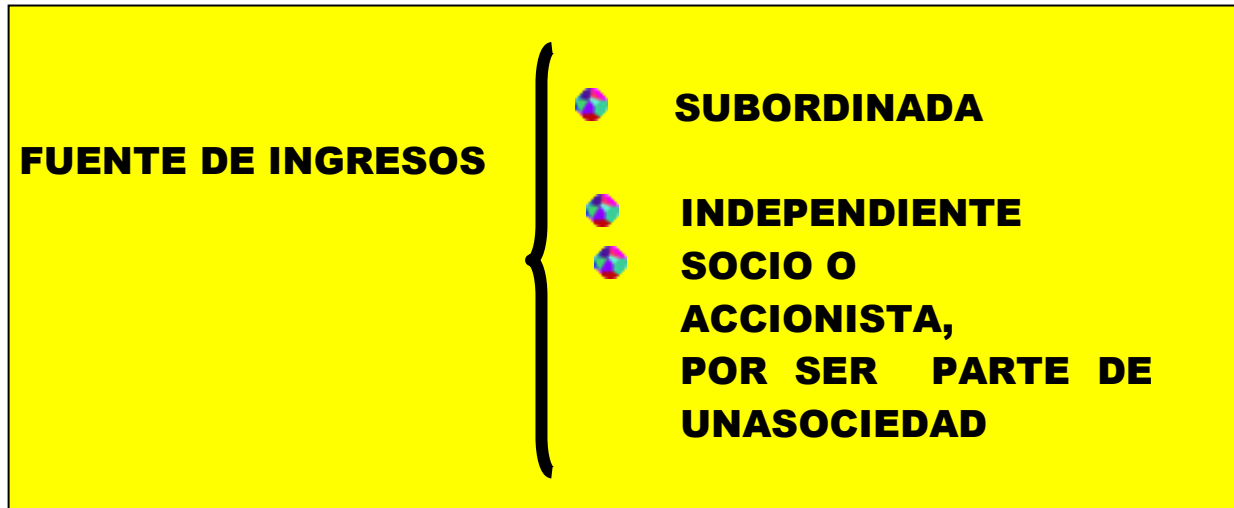 SUBORDINADA
FUENTE DE INGRESOS
INDEPENDIENTE
SOCIO O
ACCIONISTA,
POR SER PARTE DE
UNASOCIEDAD